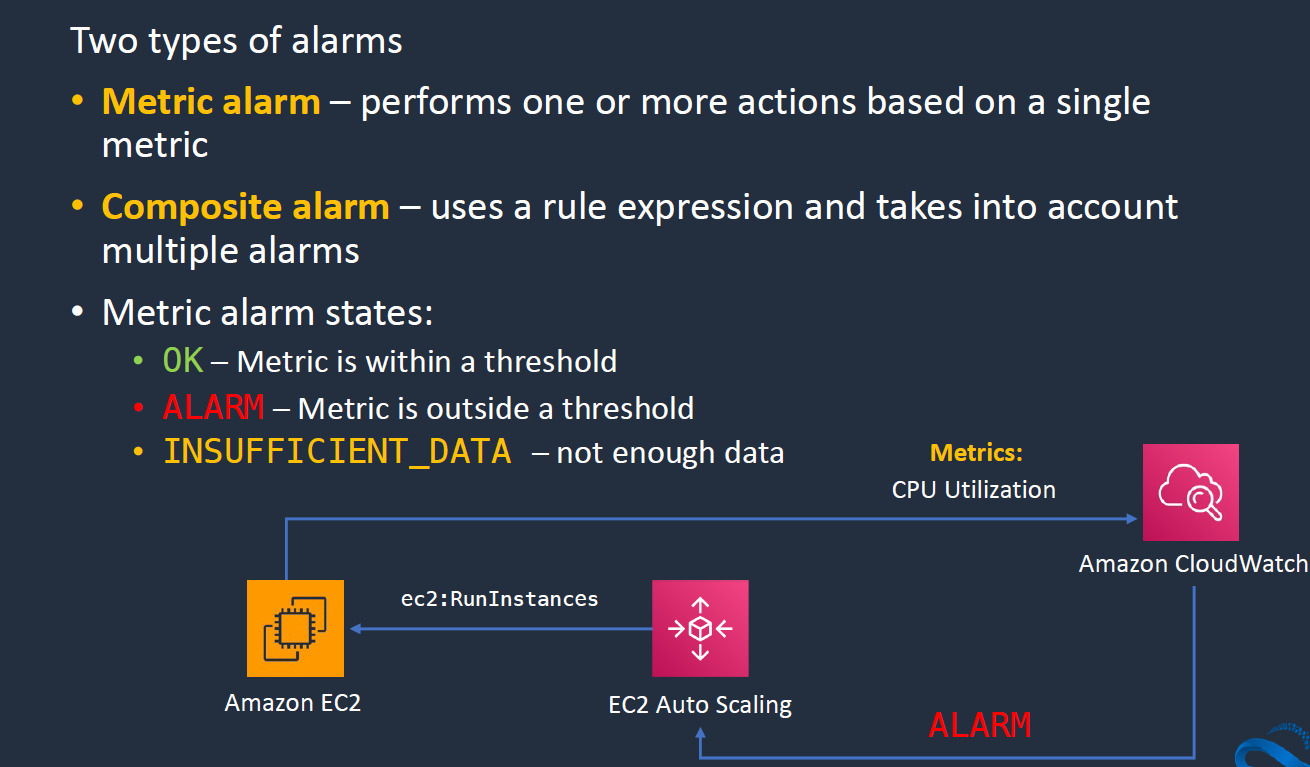 Two types of alarms
• Metric alarm – performs one or more actions based on a single
metric
• Composite alarm – uses a rule expression and takes into account
multiple alarms
• Metric alarm states:
• OK – Metric is within a threshold
• ALARM – Metric is outside a threshold
• INSUFFICIENT_DATA – not enough data
Metrics:
CPU Utilization
Amazon CloudWatch
ec2:RunInstances
Amazon EC2
EC2 Auto Scaling
ALARM